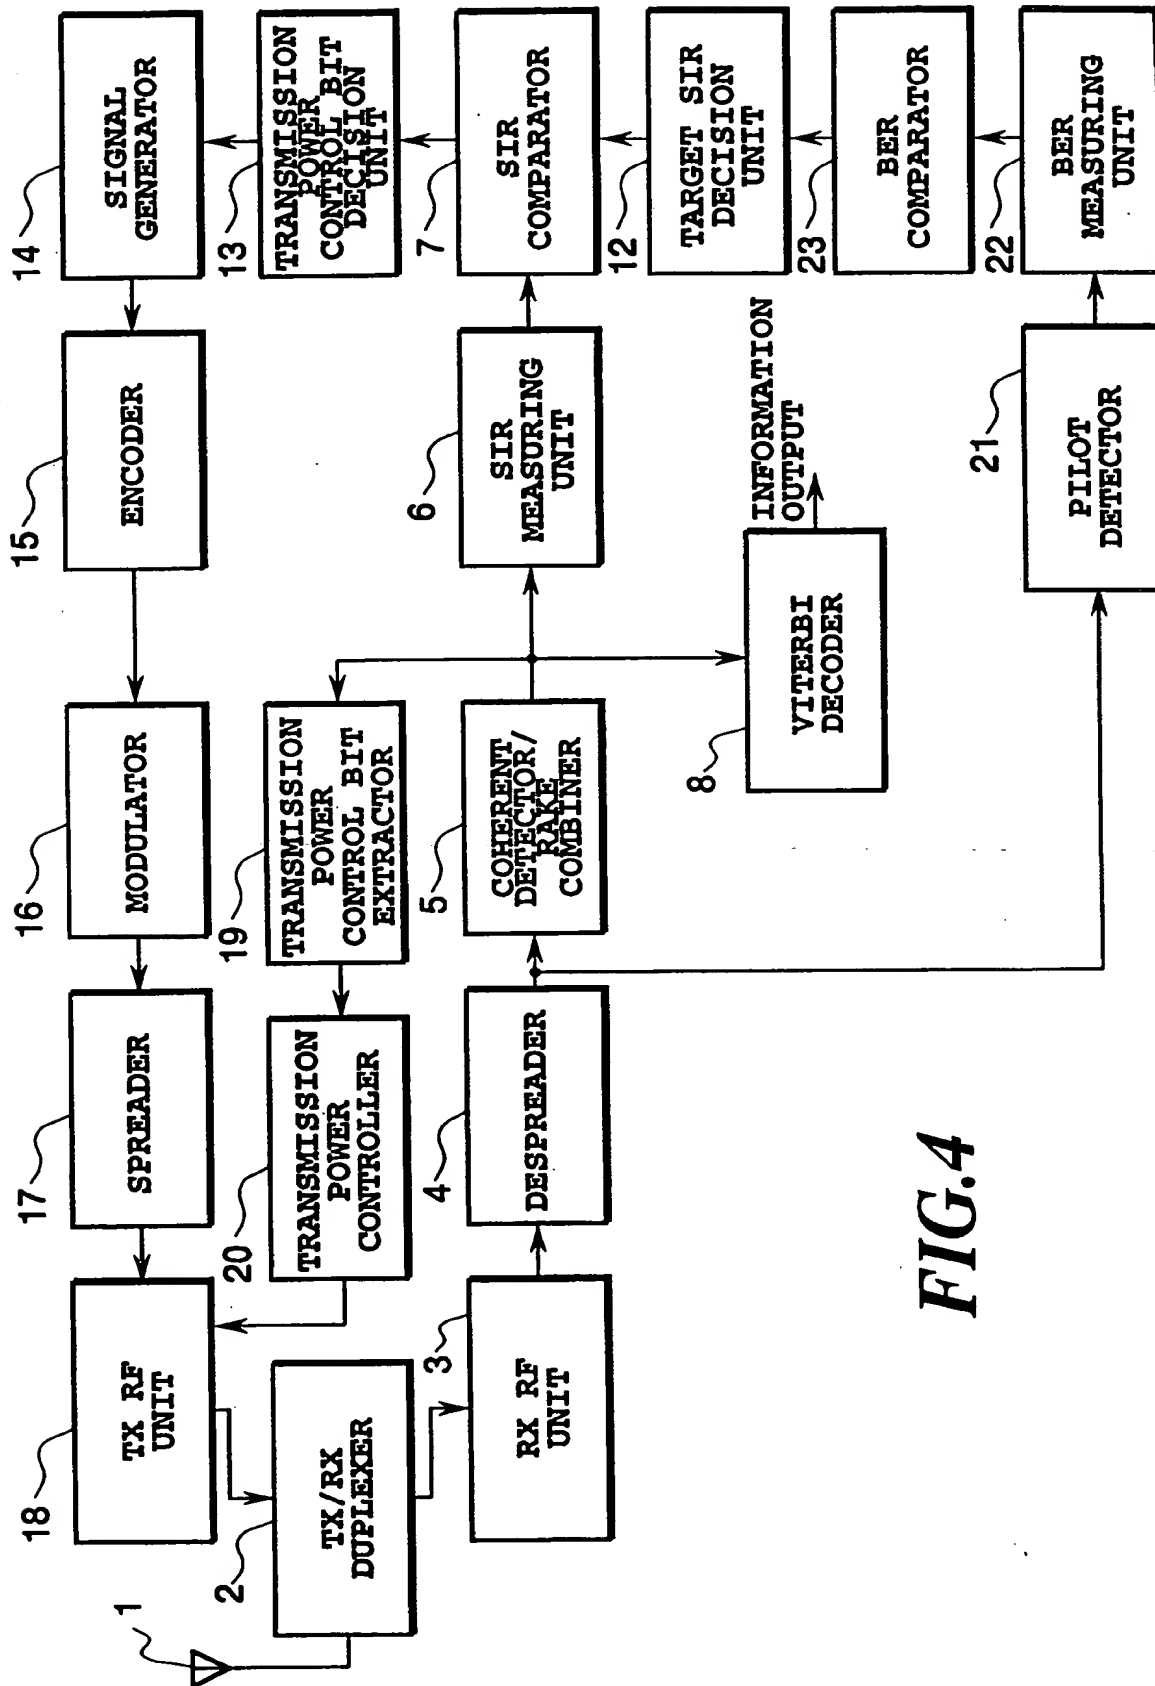 1
2
TX/RX
DUPLEXER
18
TX RF
UNIT
17
SPREADER
16
MODULATOR
15
ENCODER
14
SIGNAL
GENERATOR
20
TRANSMISSION
POWER
CONTROLLER
19
TRANSMISSION
POWER
CONTROL BIT
EXTRACTOR
13
TRANSMISSION
POWER
CONTROL BIT
DECISION
UNIT
3
RX RF
UNIT
4
DESPREADER
5
COHERENT
DETECTOR/
RAKE
COMBINER
6
SIR
MEASURING
UNIT
7
SIR
COMPARATOR
12
TARGET SIR
DECISION
UNIT
8
VITERBI
DECODER
INFORMATION
OUTPUT
23
BER
COMPARATOR
21
PILOT
DETECTOR
22
BER
MEASURING
UNIT
FIG.4